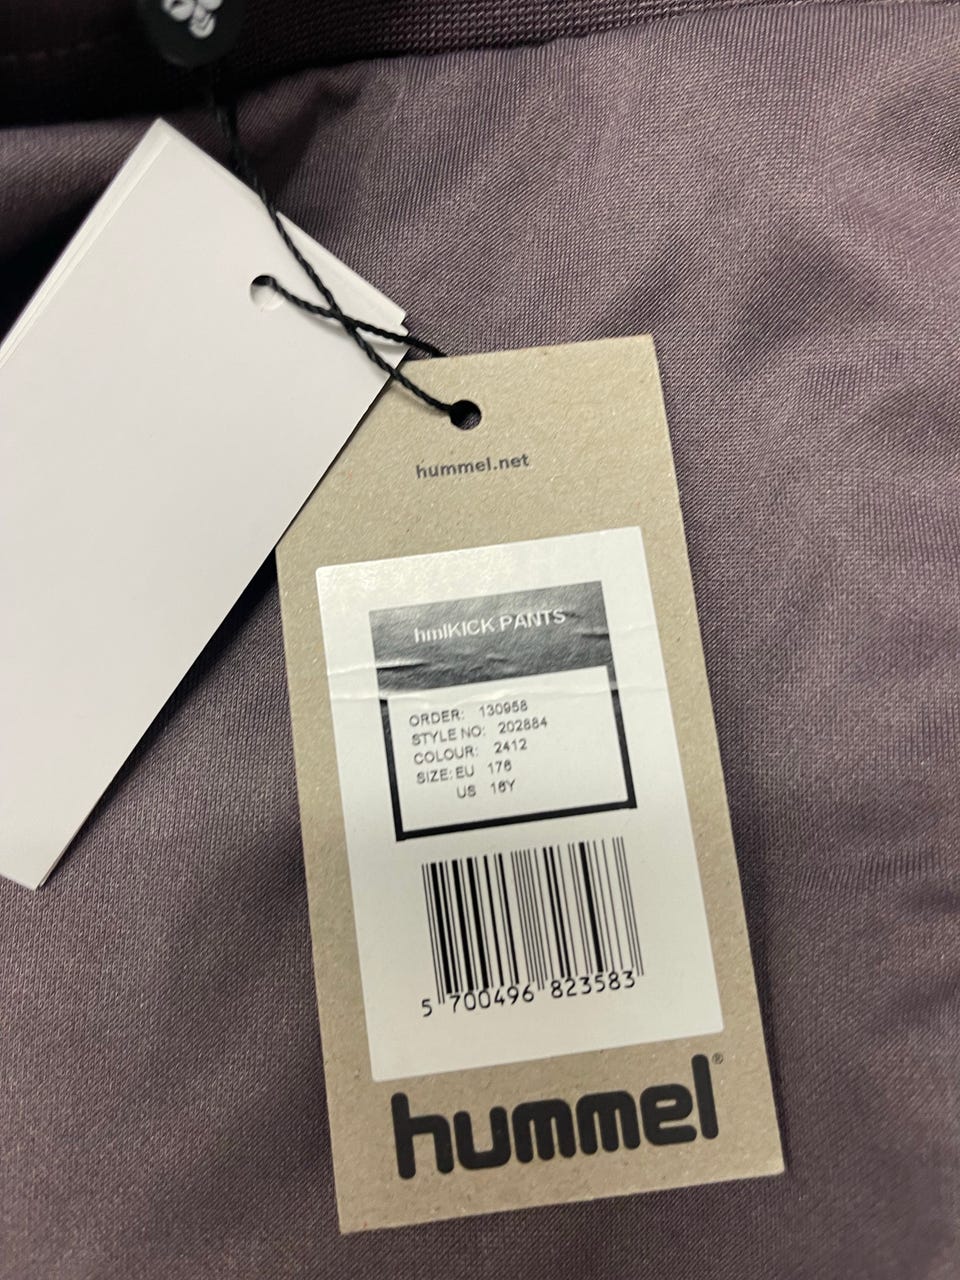 hummel.net
hmlKICK PANTS
ORDER: 130958
STYLE NO: 202884
COLOUR: 2412
SIZE: EU 176
US 16Y
5 700496 823583
hummel®